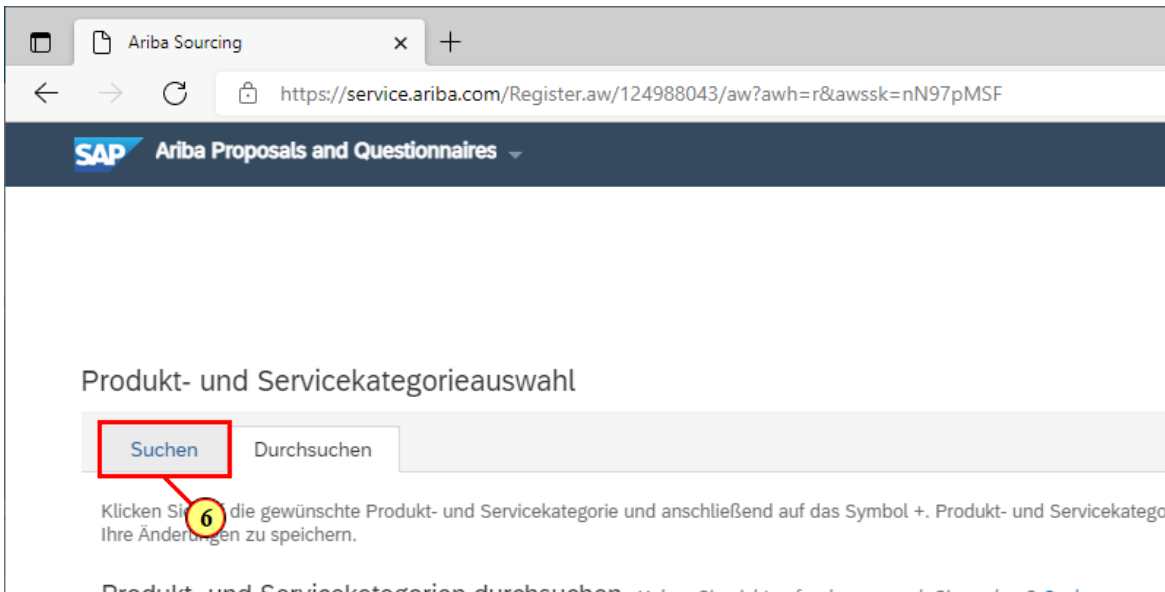 Ariba Sourcing
https://service.ariba.com/Register.aw/124988043/aw?awh=r&awssk=nN97pMSF
SAP Ariba Proposals and Questionnaires
Produkt- und Servicekategorieauswahl
Suchen Durchsuchen
Klicken Sie die gewünschte Produkt- und Servicekategorie und anschließend auf das Symbol +. Produkt- und Servicekatego
6
Ihre Änderungen zu speichern.
Produkt- und Servicekategorien durchsuchen